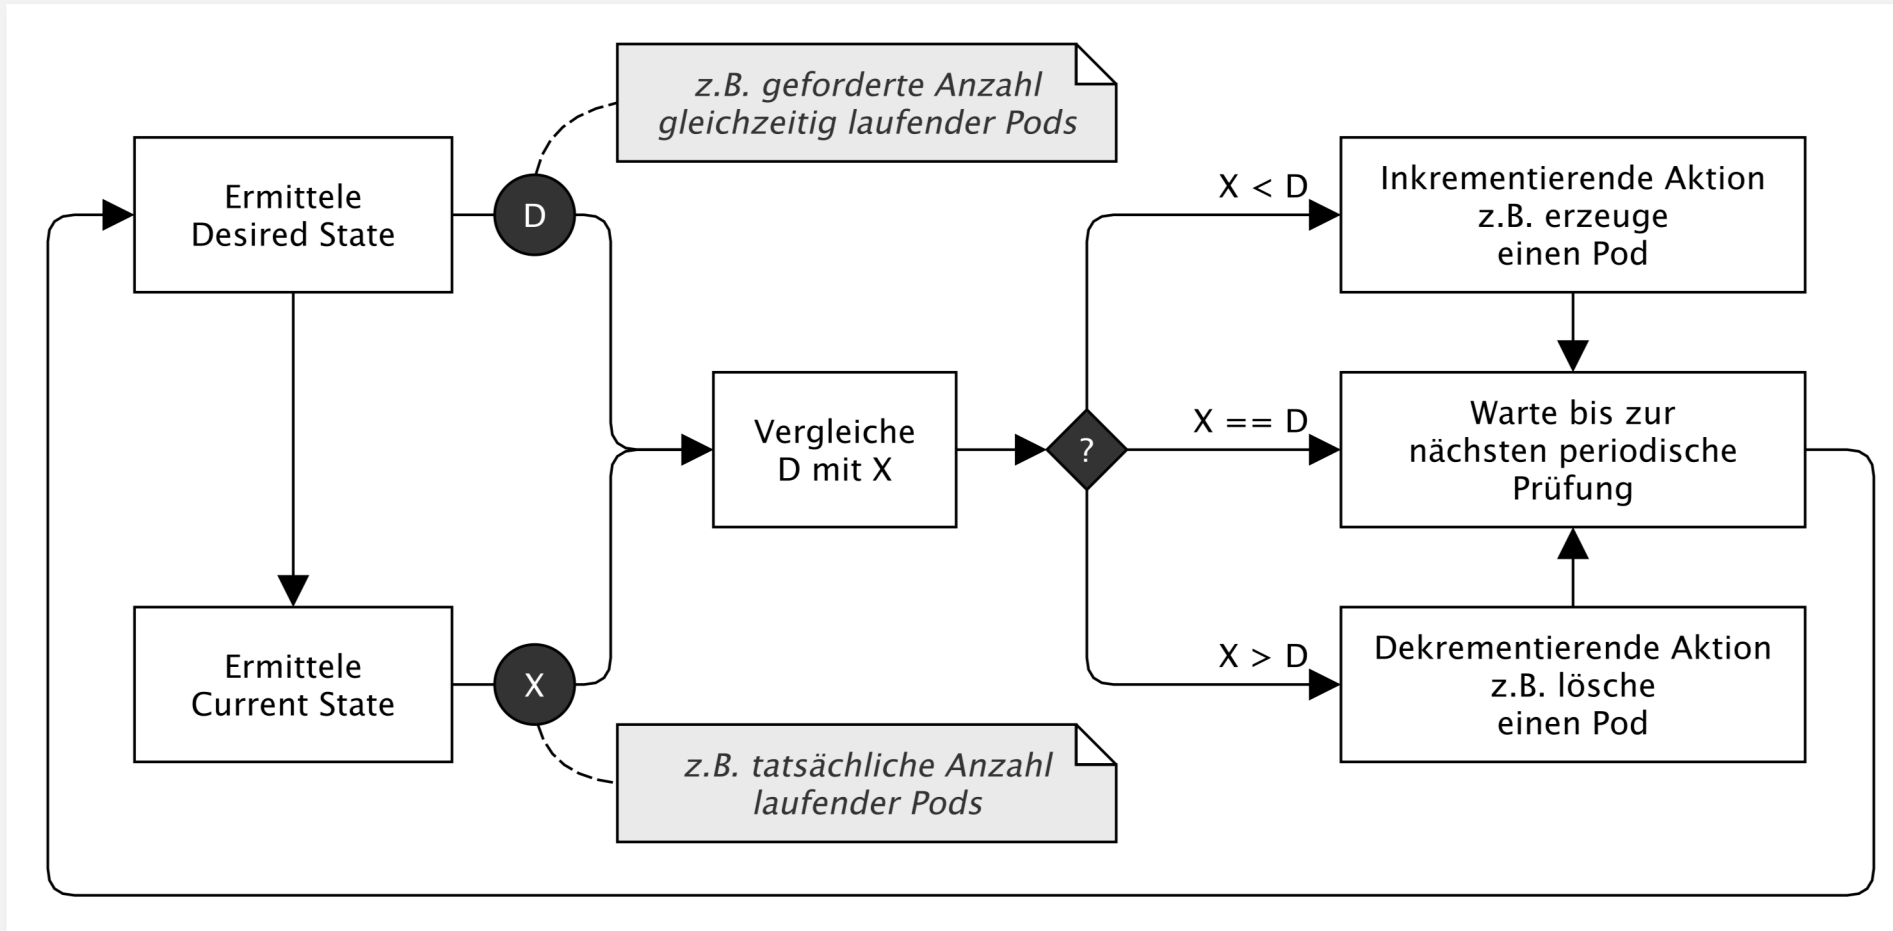 z.B. geforderte Anzahl
gleichzeitig laufender Pods
Ermittele
Desired State
D
X < D
Inkrementierende Aktion
z.B. erzeuge
einen Pod
Vergleiche
D mit X
?
X == D
Warte bis zur
nächsten periodische
Prüfung
Ermittele
Current State
X
X > D
Dekrementierende Aktion
z.B. lösche
einen Pod
z.B. tatsächliche Anzahl
laufender Pods